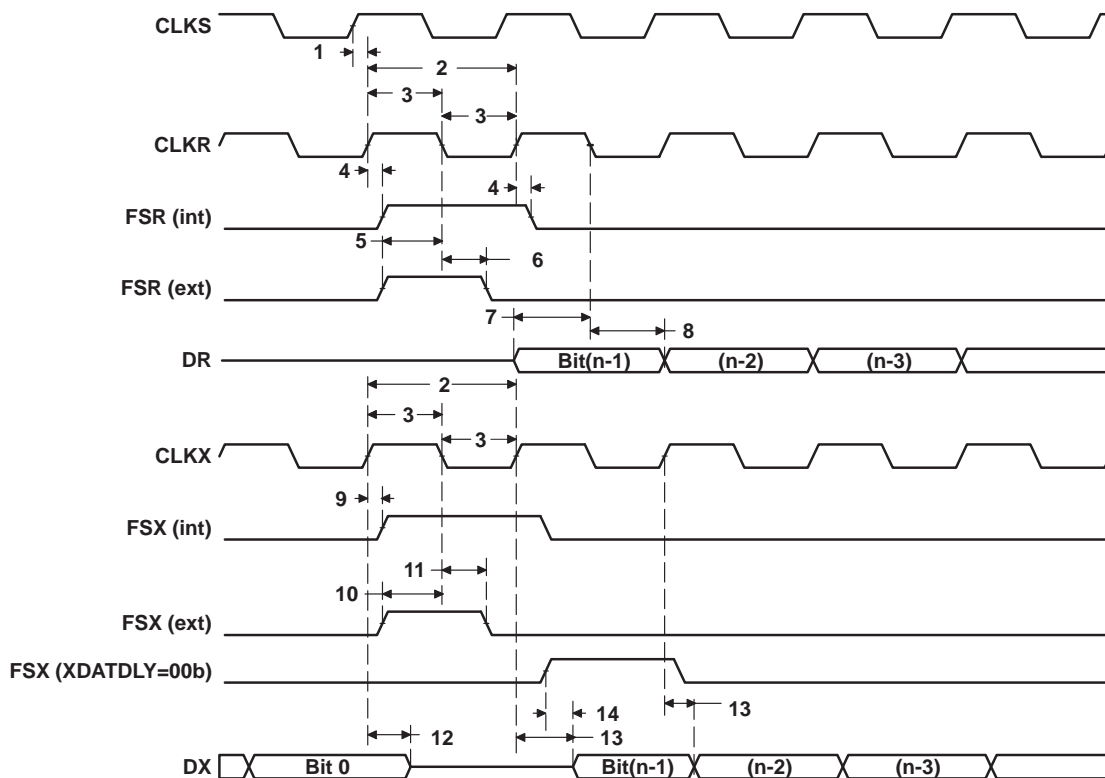 CLKS
1
2
3
3
CLKR
4
4
FSR (int)
5
6
FSR (ext)
7
8
DR Bit(n-1) (n-2) (n-3)
2
3
3
CLKX
9
FSX (int)
11
10
FSX (ext)
FSX (XDATDLY=00b)
14
13
12
13
DX Bit 0 Bit(n-1) (n-2) (n-3)